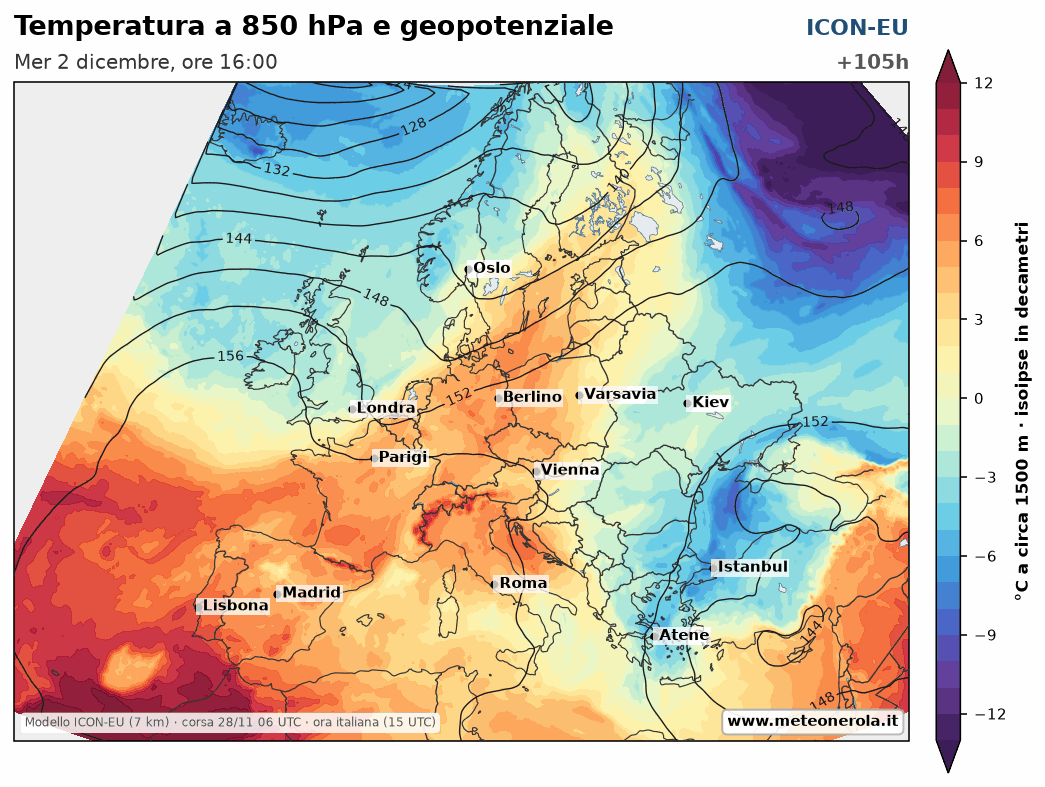 Temperatura a 850 hPa e geopotenziale
ICON-EU
Mer 2 dicembre, ore 16:00
+105h
128
132
140
148
144
148
156
152
152
144
148
Oslo
Londra
Berlino
Varsavia
Kiev
Parigi
Vienna
Istanbul
Roma
Madrid
Lisbona
Atene
12
9
6
3
0
−3
−6
−9
−12
°C a circa 1500 m · isoipse in decametri
Modello ICON-EU (7 km) · corsa 28/11 06 UTC · ora italiana (15 UTC)
www.meteonerola.it